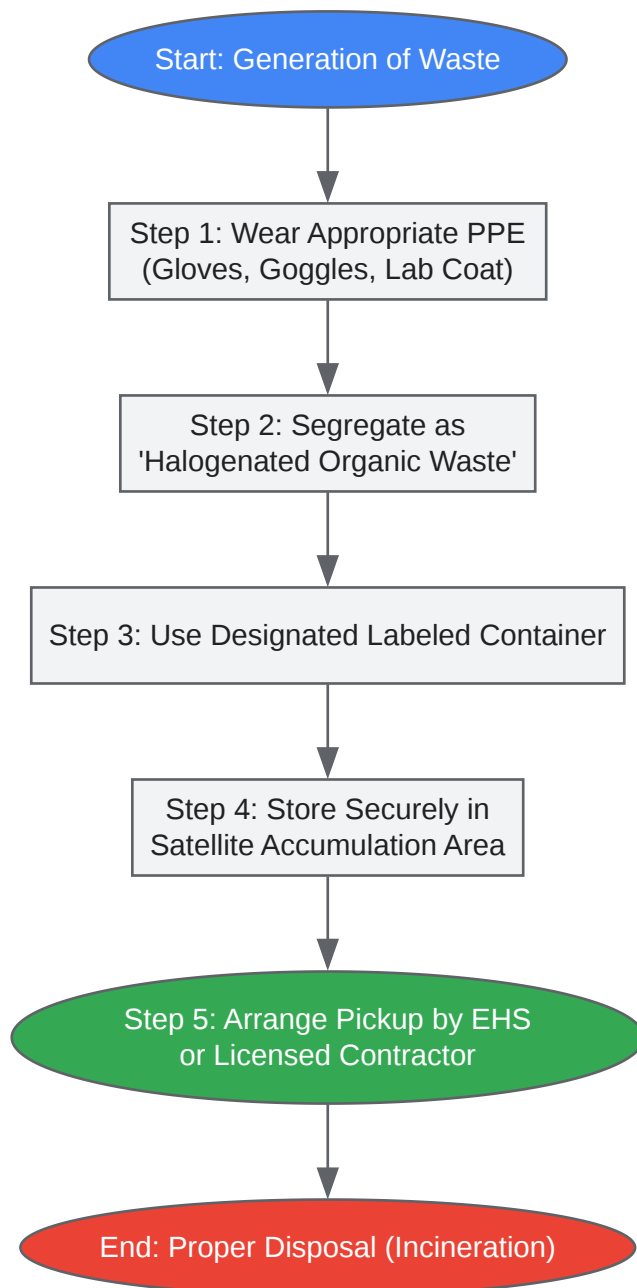 Start: Generation of Waste
Step 1: Wear Appropriate PPE
(Gloves, Goggles, Lab Coat)
Step 2: Segregate as
'Halogenated Organic Waste'
Step 3: Use Designated Labeled Container
Step 4: Store Securely in
Satellite Accumulation Area
Step 5: Arrange Pickup by EHS
or Licensed Contractor
End: Proper Disposal (Incineration)